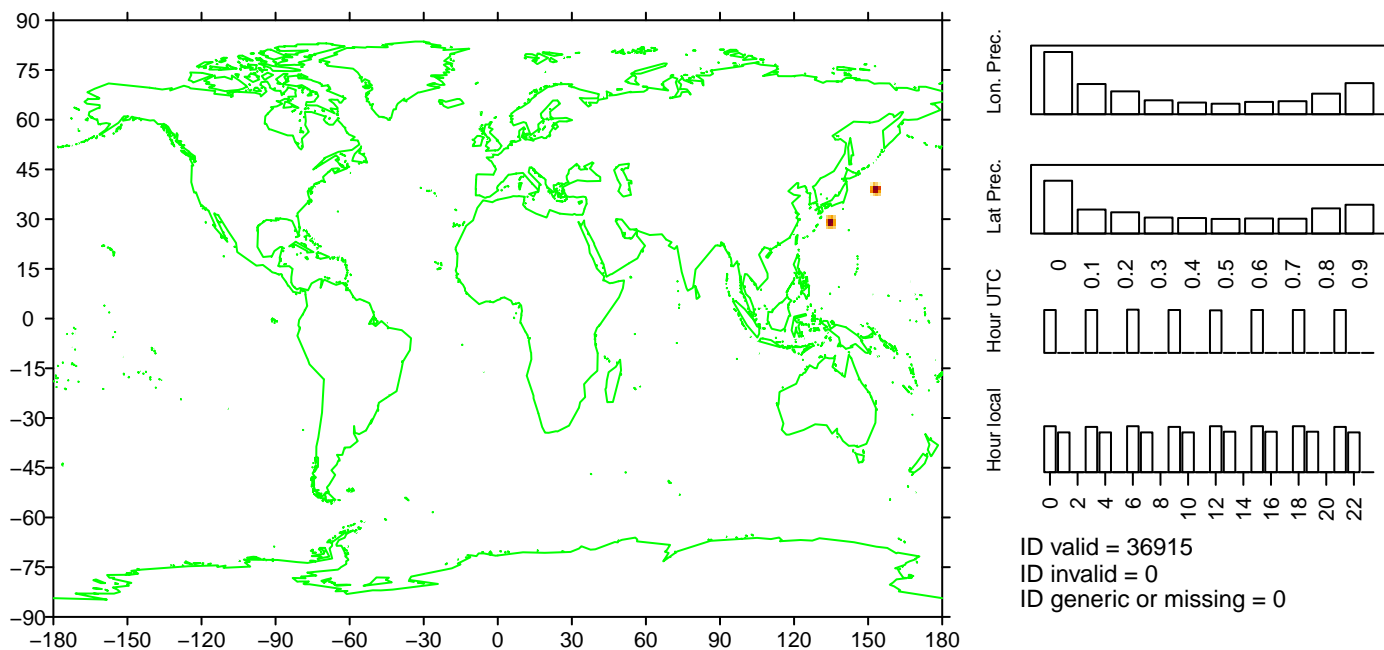 90
75
60
45
30
15
0
−15
−30
−45
−60
−75
−90
−180 −150 −120 −90 −60 −30 0 30 60 90 120 150 180
Lon. Prec.
Lat Prec.
0 0.1 0.2 0.3 0.4 0.5 0.6 0.7 0.8 0.9
Hour UTC
Hour local
0 2 4 6 8 10 12 14 16 18 20 22
ID valid = 36915
ID invalid = 0
ID generic or missing = 0